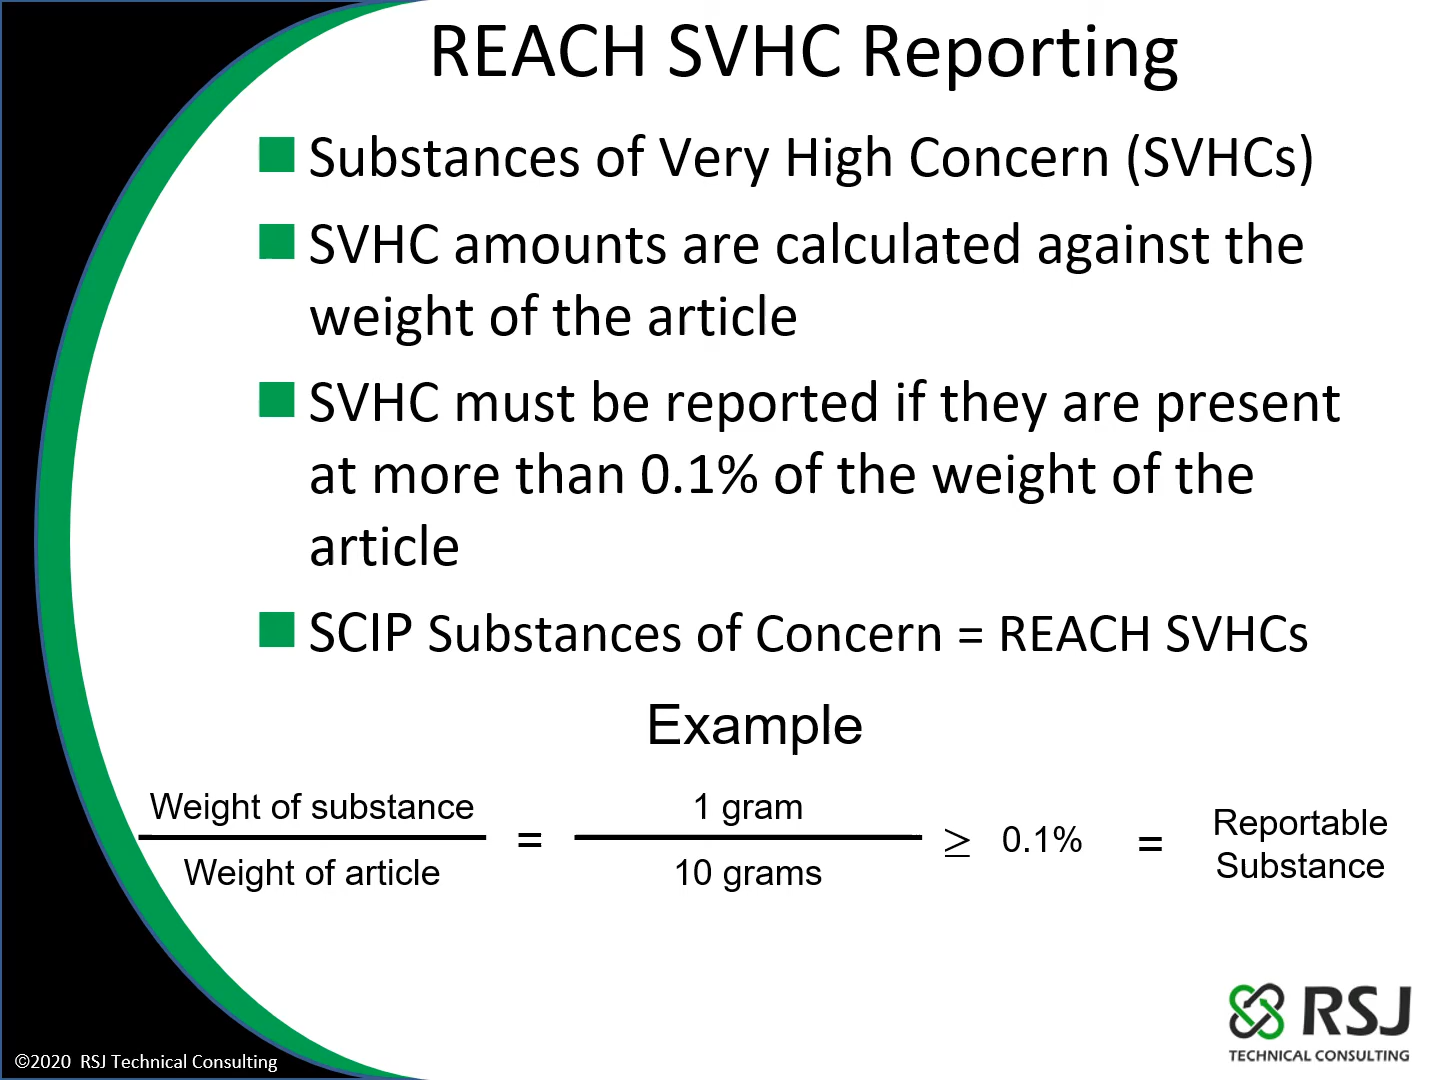 REACH SVHC Reporting
Substances of Very High Concern (SVHCs)
SVHC amounts are calculated against the
weight of the article
SVHC must be reported if they are present
at more than 0.1% of the weight of the
article
SCIP Substances of Concern = REACH SVHCs
Example
Weight of substance
Weight of article
=
1 gram
10 grams
≥ 0.1%
=
Reportable
Substance
RSJ
TECHNICAL CONSULTING
©2020 RSJ Technical Consulting